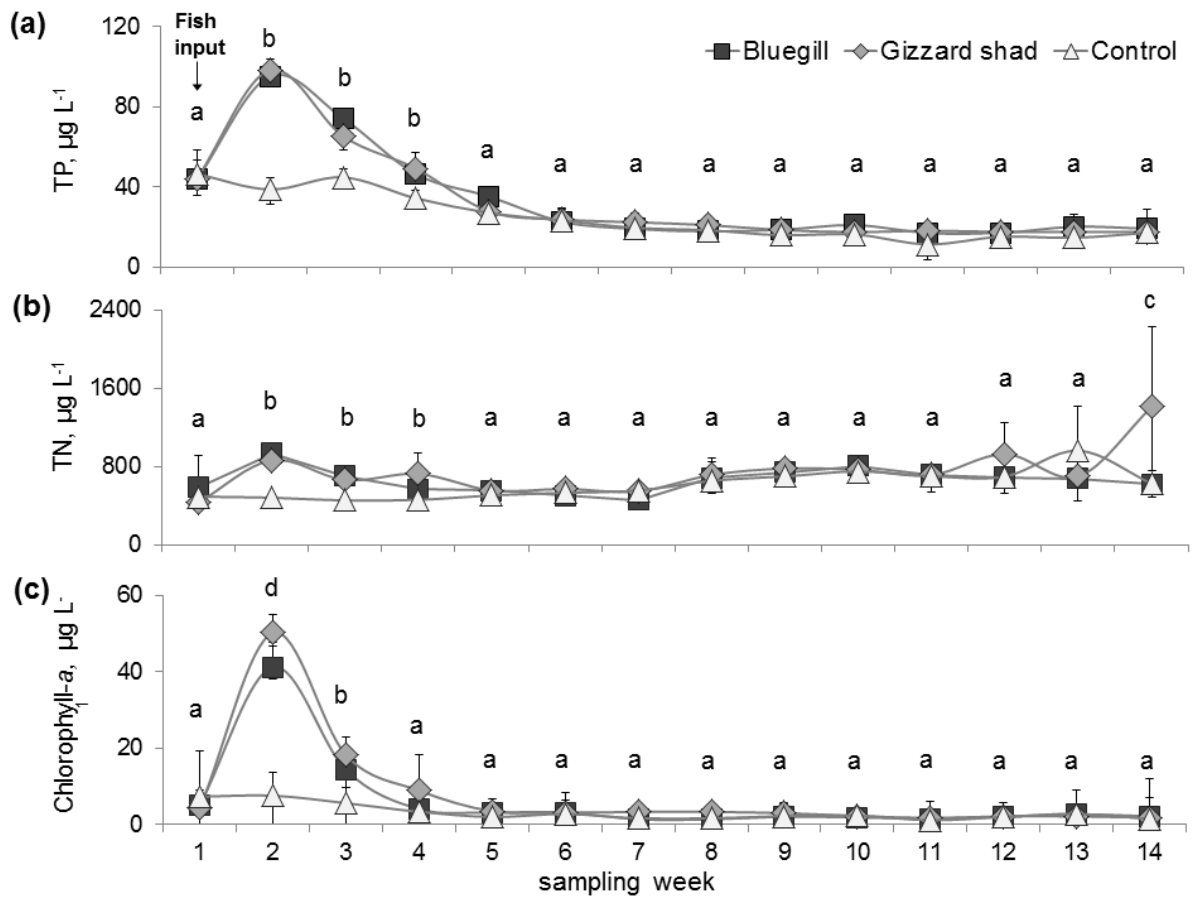 (a)
120
80
40
0
TP, µg L-1
Fish
input
a b b b a a a a a a a a a a
Bluegill Gizzard shad Control
(b)
2400
1600
800
0
TN, µg L-1
a b b b a a a a a a a a a c
(c)
60
40
20
0
Chlorophyll-a, µg L-
1
a d b a a a a a a a a a a a
1 2 3 4 5 6 7 8 9 10 11 12 13 14
sampling week